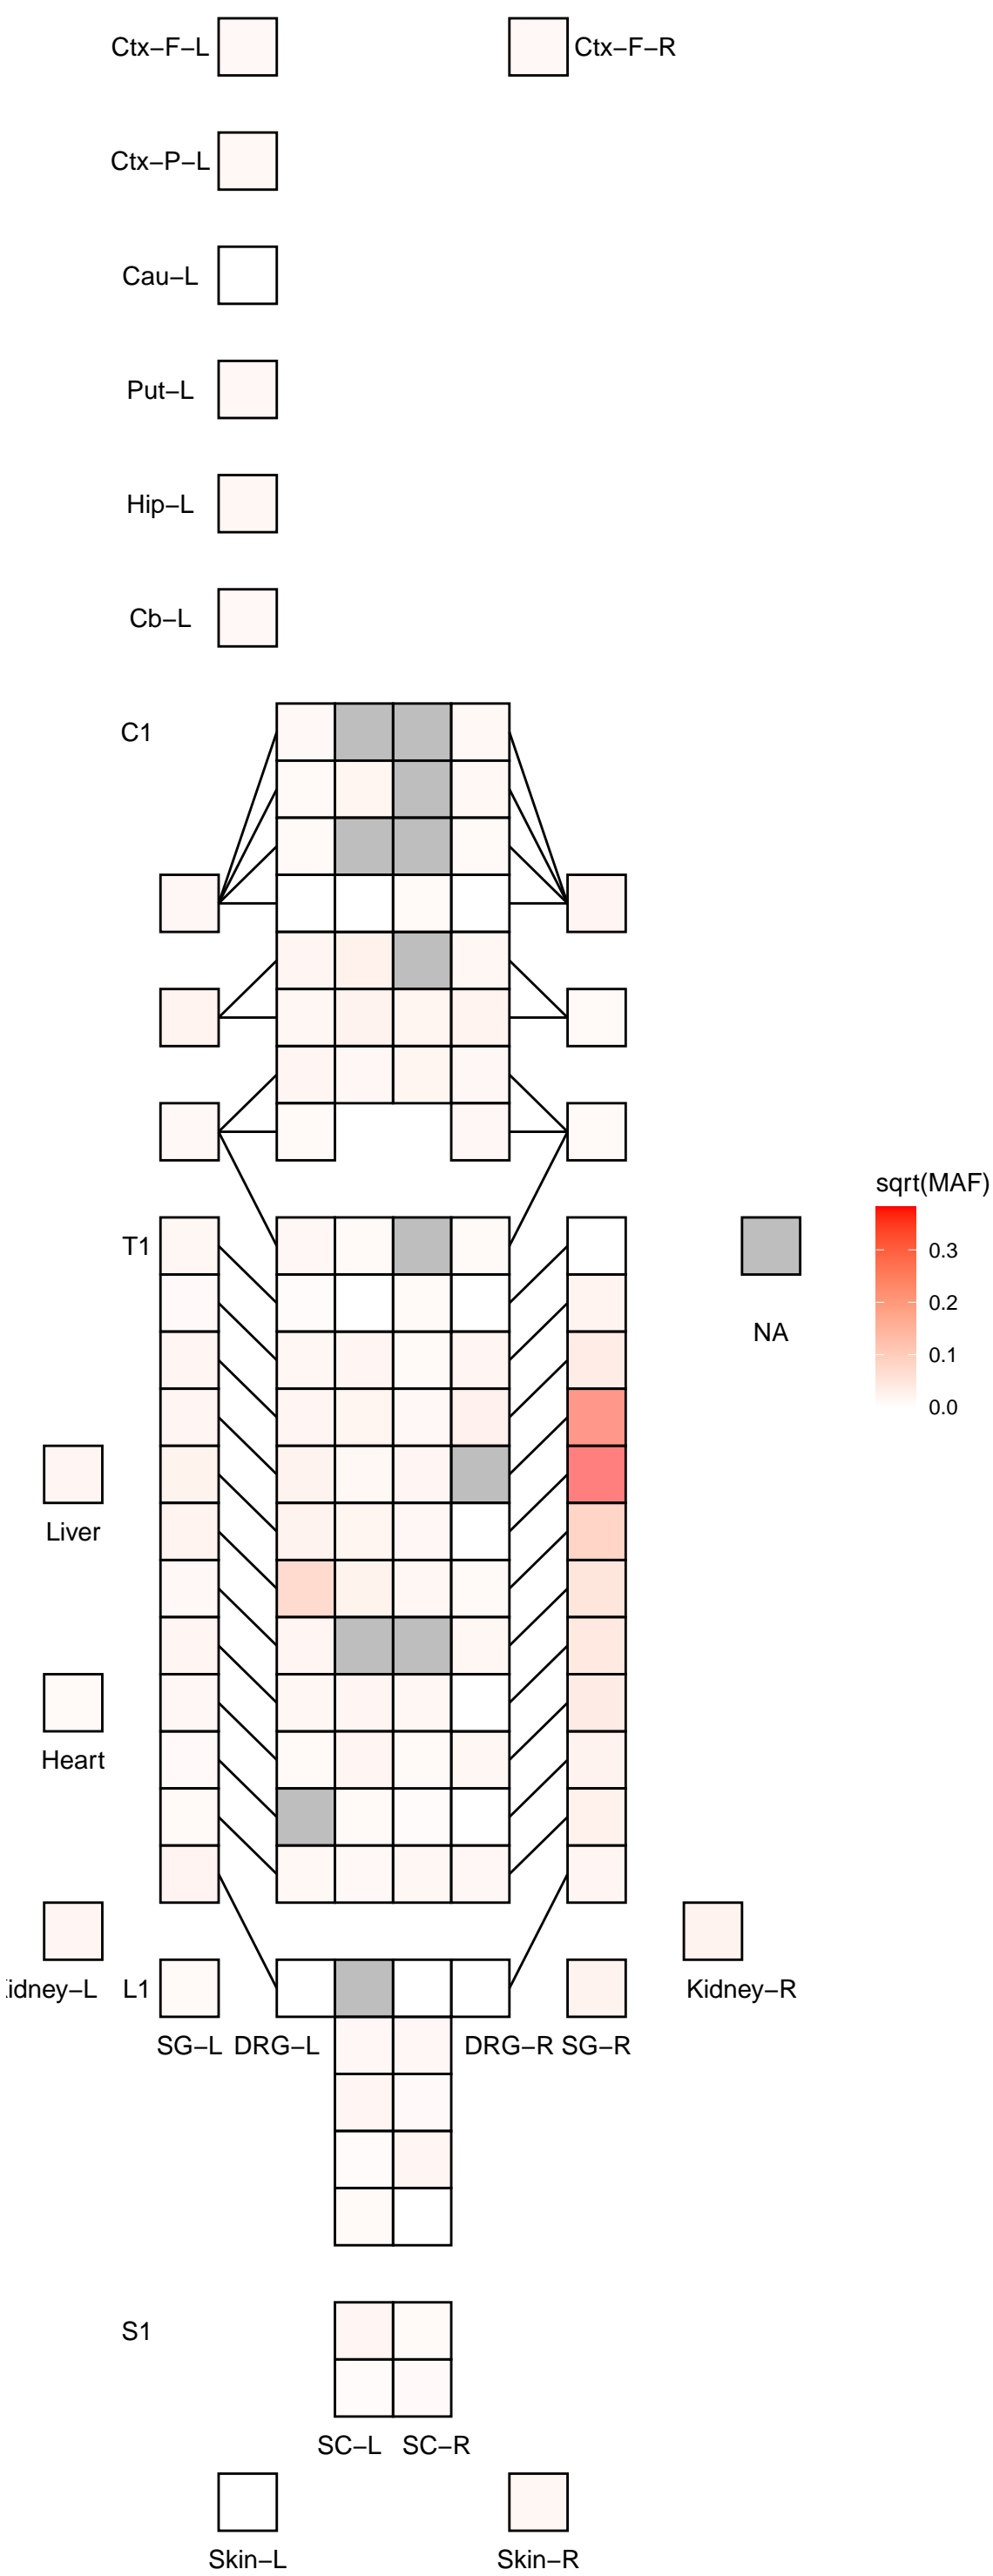 Ctx−F−L
Ctx−F−R
Ctx−P−L
Cau−L
Put−L
Hip−L
Cb−L
C1
sqrt(MAF)
T1
0.3
0.2
NA
0.1
0.0
Liver
Heart
idney−L
L1
Kidney−R
SG−L
DRG−L
DRG−R
SG−R
S1
SC−L
SC−R
Skin−L
Skin−R